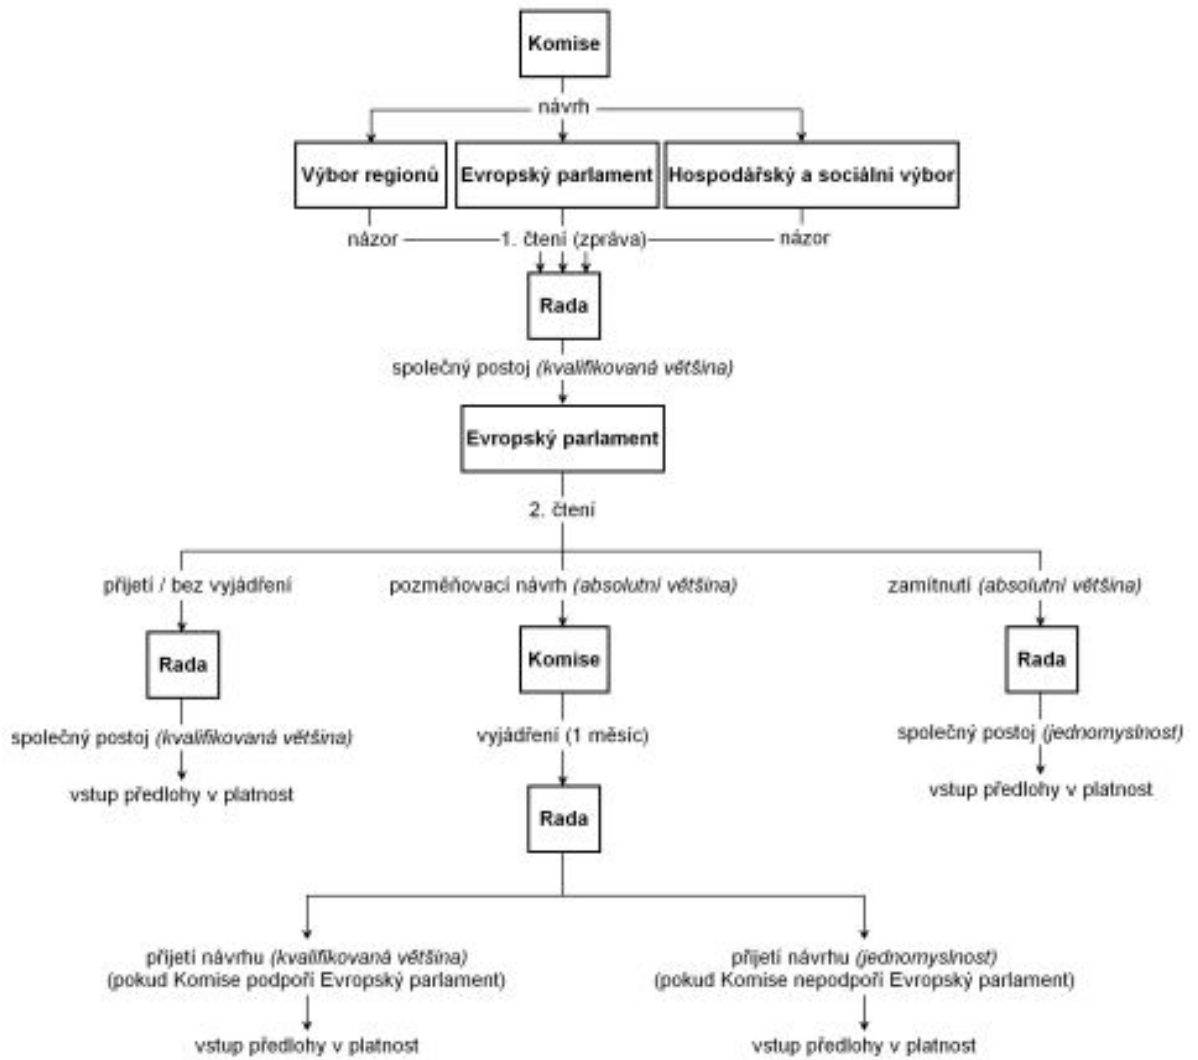 Komise
návrh
Výbor regionů
Evropský parlament
Hospodářský a sociální výbor
názor
1. čtení (zpráva)
názor
Rada
společný postoj (kvalifikovaná většina)
Evropský parlament
2. čtení
přijetí / bez vyjádření
pozměňovací návrh (absolutní většina)
zamítnutí (absolutní většina)
Rada
Komise
Rada
společný postoj (kvalifikovaná většina)
vyjádření (1 měsíc)
společný postoj (jednomyslnost)
vstup předlohy v platnost
vstup předlohy v platnost
Rada
přijetí návrhu (kvalifikovaná většina)
(pokud Komise podpoří Evropský parlament)
přijetí návrhu (jednomyslnost)
(pokud Komise nepodpoří Evropský parlament)
vstup předlohy v platnost
vstup předlohy v platnost